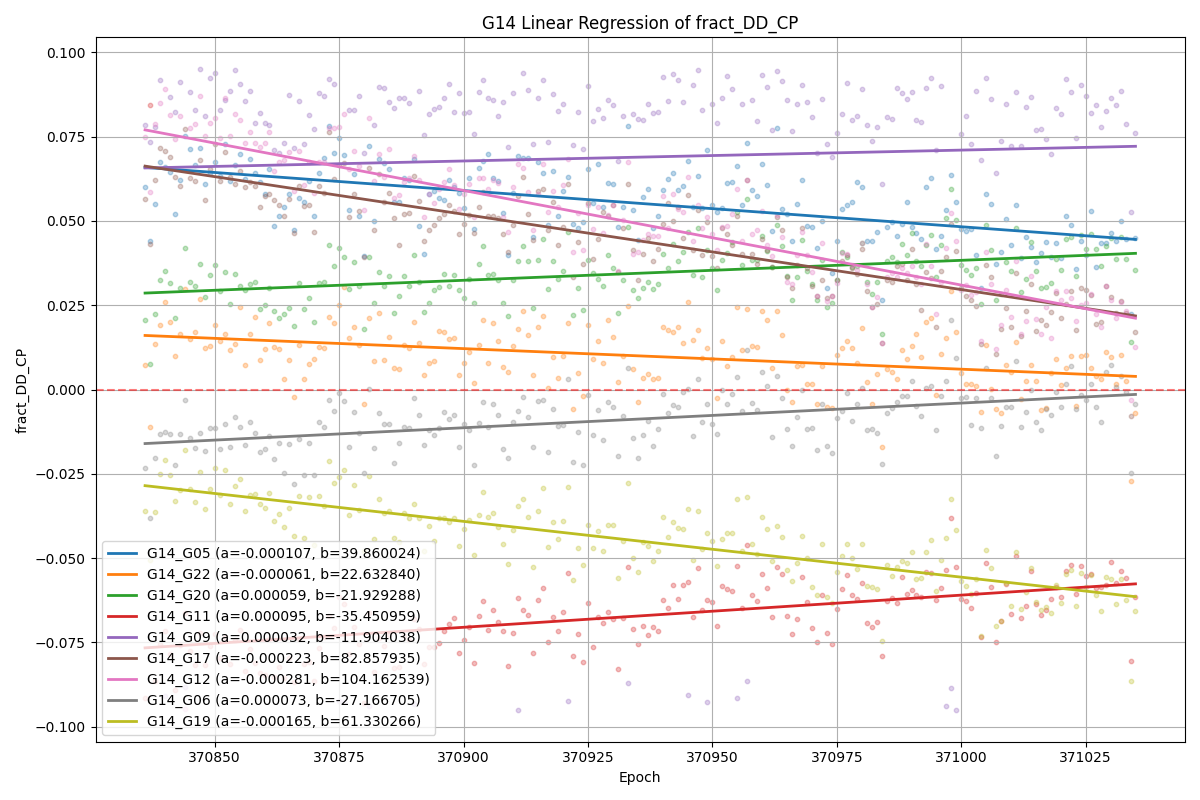 G14 Linear Regression of fract_DD_CP
fract_DD_CP
0.100
0.075
0.050
0.025
0.000
−0.025
−0.050
−0.075
−0.100
G14_G05 (a=-0.000107, b=39.860024)
G14_G22 (a=-0.000061, b=22.632840)
G14_G20 (a=0.000059, b=-21.929288)
G14_G11 (a=0.000095, b=-35.450959)
G14_G09 (a=0.000032, b=-11.904038)
G14_G17 (a=-0.000223, b=82.857935)
G14_G12 (a=-0.000281, b=104.162539)
G14_G06 (a=0.000073, b=-27.166705)
G14_G19 (a=-0.000165, b=61.330266)
370850 370875 370900 370925 370950 370975 371000 371025
Epoch